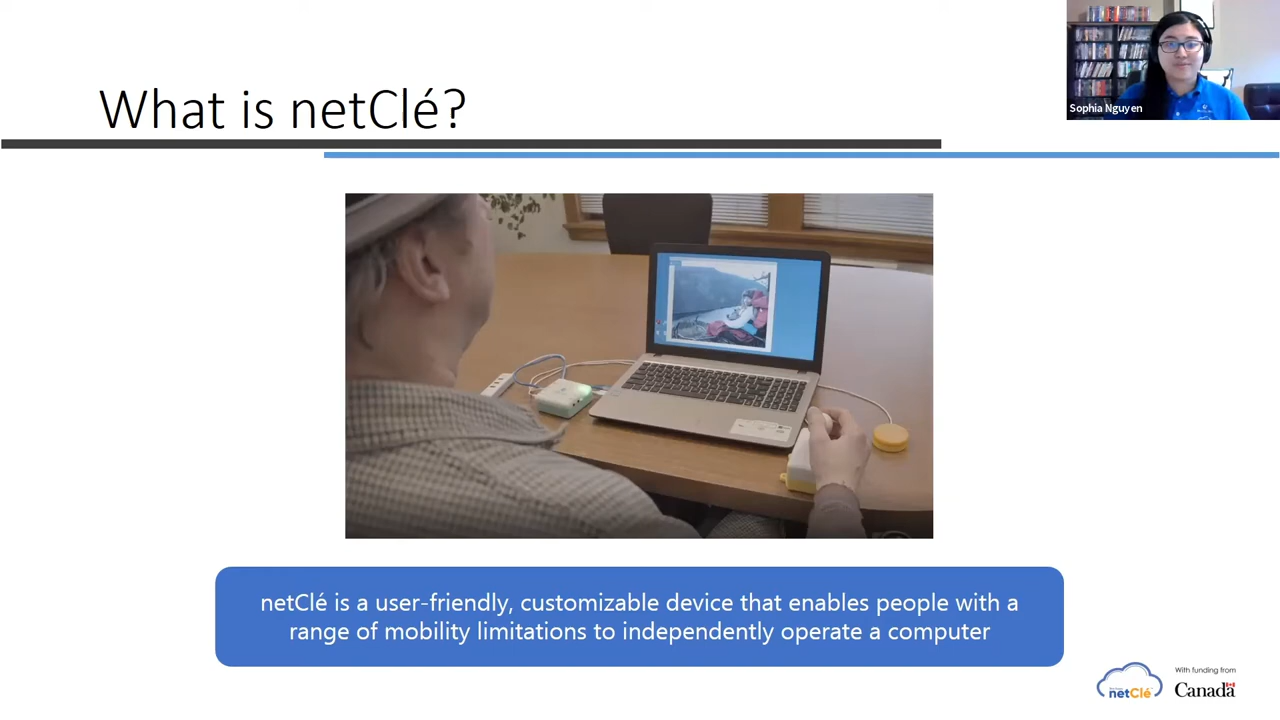 What is netClé?
Sophia Nguyen
netClé is a user-friendly, customizable device that enables people with a
range of mobility limitations to independently operate a computer
netClé
With funding from
Canada